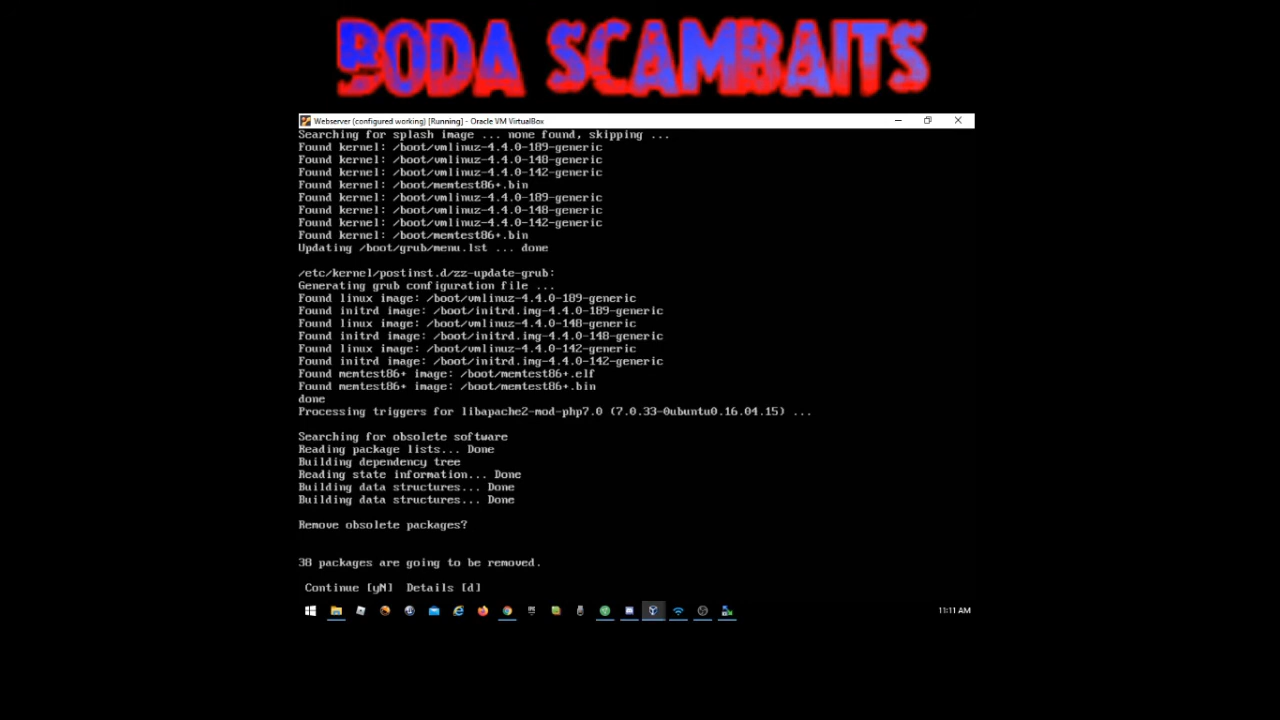 BODA SCAMBAITS
Webserver (configured working) [Running] - Oracle VM VirtualBox
Searching for splash image ... none found, skipping ...
Found kernel: /boot/vmlinuz-4.4.0-189-generic
Found kernel: /boot/vmlinuz-4.4.0-148-generic
Found kernel: /boot/vmlinuz-4.4.0-142-generic
Found kernel: /boot/memtest86+.bin
Found kernel: /boot/vmlinuz-4.4.0-189-generic
Found kernel: /boot/vmlinuz-4.4.0-148-generic
Found kernel: /boot/vmlinuz-4.4.0-142-generic
Found kernel: /boot/memtest86+.bin
Updating /boot/grub/menu.lst ... done
/etc/kernel/postinst.d/zz-update-grub:
Generating grub configuration file ...
Found linux image: /boot/vmlinuz-4.4.0-189-generic
Found initrd image: /boot/initrd.img-4.4.0-189-generic
Found linux image: /boot/vmlinuz-4.4.0-148-generic
Found initrd image: /boot/initrd.img-4.4.0-148-generic
Found linux image: /boot/vmlinuz-4.4.0-142-generic
Found initrd image: /boot/initrd.img-4.4.0-142-generic
Found memtest86+ image: /boot/memtest86+.elf
Found memtest86+ image: /boot/memtest86+.bin
done
Processing triggers for libapache2-mod-php7.0 (7.0.33-0ubuntu0.16.04.15) ...
Searching for obsolete software
Reading package lists... Done
Building dependency tree
Reading state information... Done
Building data structures... Done
Building data structures... Done
Remove obsolete packages?
38 packages are going to be removed.
Continue [yN]  Details [d]
11:11 AM